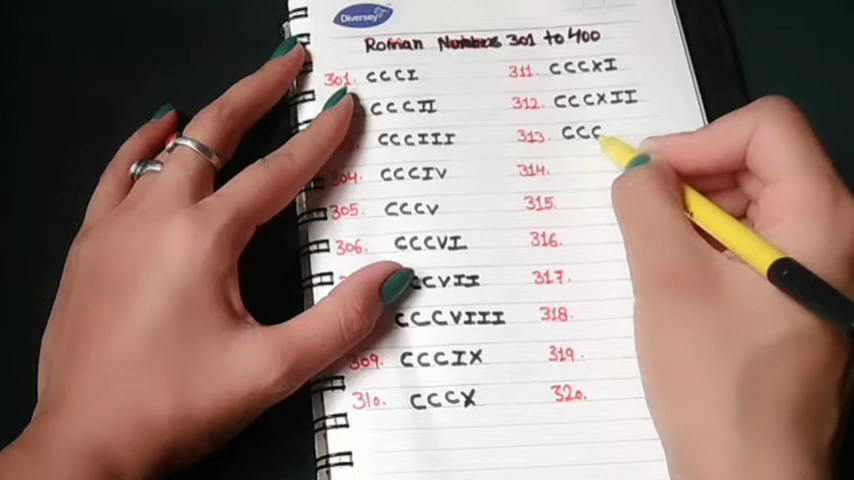 Diversey
Roman Numbers 301 to 400
301. CCCI
CCCII
CCCIII
304. CCCIV
305. CCCV
306. CCCVI
CCVII
CCCVIII
309. CCCIX
310. CCCX
311. CCCXI
312. CCCXII
313. CCC
314.
315.
316.
317.
318.
319.
320.